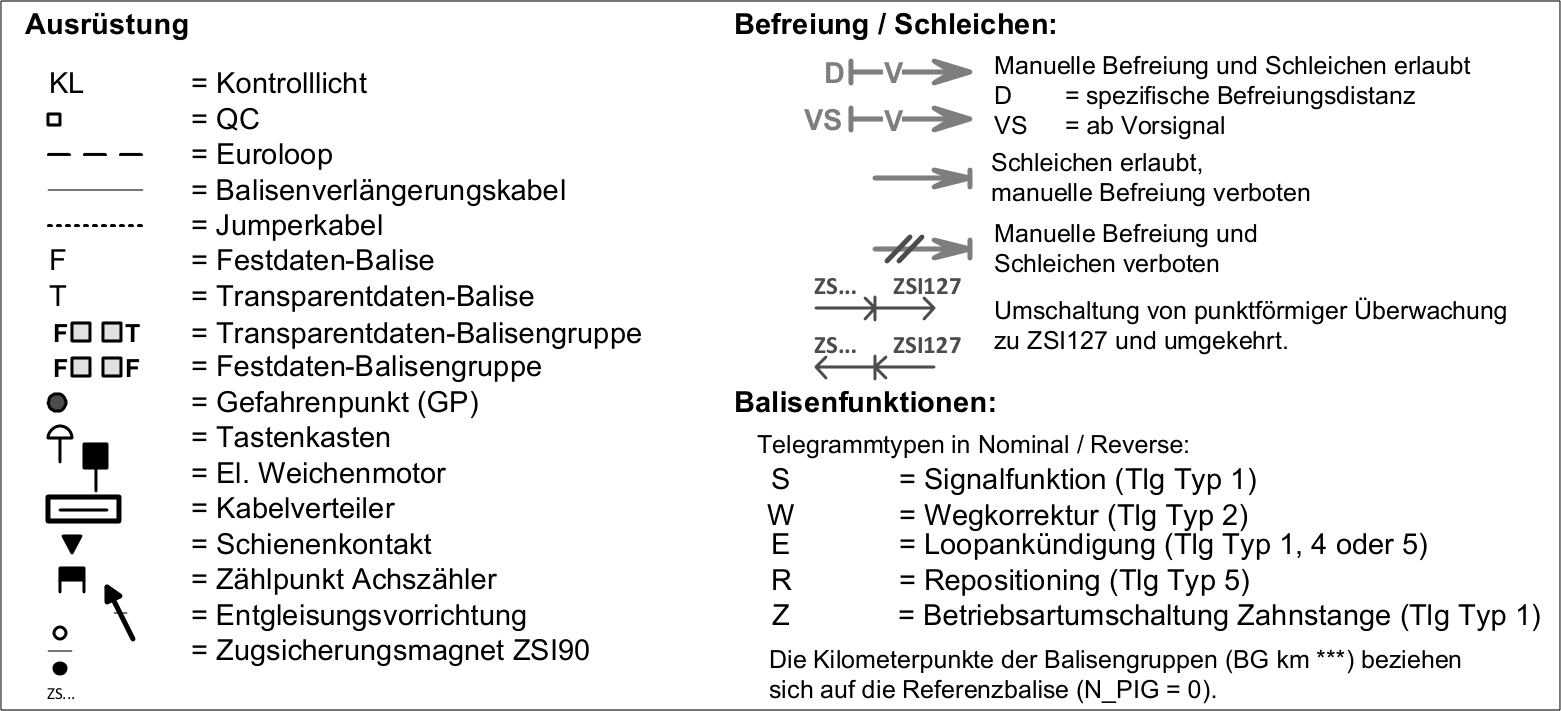 Ausrüstung
KL = Kontrolllicht
= QC
= Euroloop
= Balisenverlängerungskabel
= Jumperkabel
F = Festdaten-Balise
T = Transparentdaten-Balise
F T = Transparentdaten-Balisengruppe
F F = Festdaten-Balisengruppe
= Gefahrenpunkt (GP)
= Tastenkasten
= El. Weichenmotor
= Kabelverteiler
= Schienenkontakt
= Zählpunkt Achszähler
= Entgleisungsvorrichtung
= Zugsicherungsmagnet ZSI90
ZS...
Befreiung / Schleichen:
D V Manuelle Befreiung und Schleichen erlaubt
D = spezifische Befreiungsdistanz
VS V VS = ab Vorsignal
Schleichen erlaubt,
manuelle Befreiung verboten
Manuelle Befreiung und
Schleichen verboten
ZS... ZSI127
Umschaltung von punktförmiger Überwachung
zu ZSI127 und umgekehrt.
ZS... ZSI127
Balisenfunktionen:
Telegrammtypen in Nominal / Reverse:
S = Signalfunktion (Tlg Typ 1)
W = Wegkorrektur (Tlg Typ 2)
E = Loopankündigung (Tlg Typ 1, 4 oder 5)
R = Repositioning (Tlg Typ 5)
Z = Betriebsartumschaltung Zahnstange (Tlg Typ 1)
Die Kilometerpunkte der Balisengruppen (BG km ***) beziehen
sich auf die Referenzbalise (N_PIG = 0).